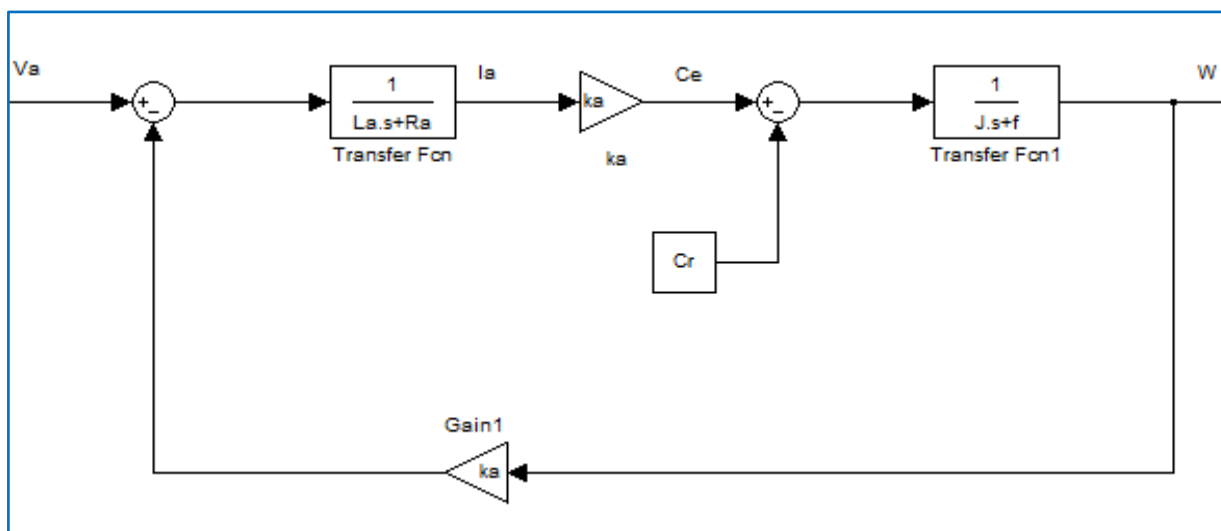 Va
Ia
Ce
W
+
−
1
La.s+Ra
Transfer Fcn
ka
ka
+
−
1
J.s+f
Transfer Fcn1
Cr
Gain1
ka